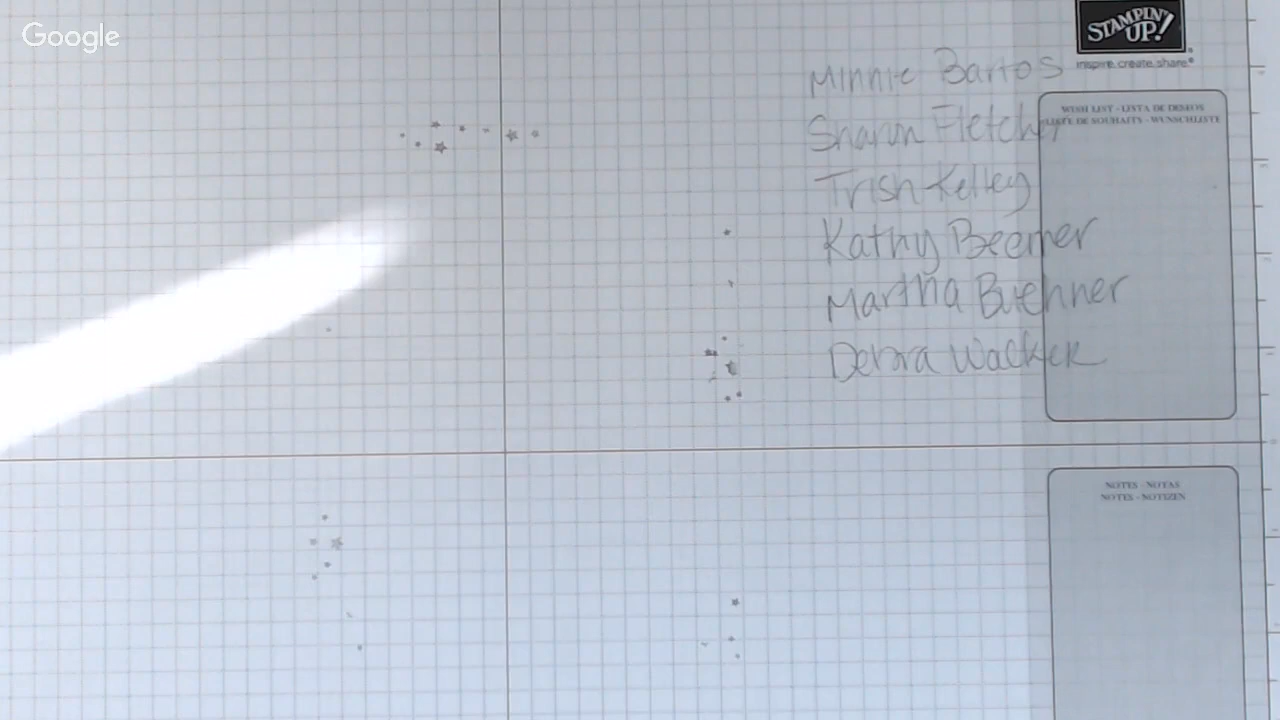 Google
STAMPIN' UP!
inspire.create.share
Minnie Bartos
WISH LIST - LISTA DE DESEOS
LISTE DE SOUHAITS - WUNSCHLISTE
Sharon Fletcher
Trish Kelley
Kathy Beemer
Martha Buehner
Debra Walker
NOTES - NOTAS
NOTES - NOTIZEN